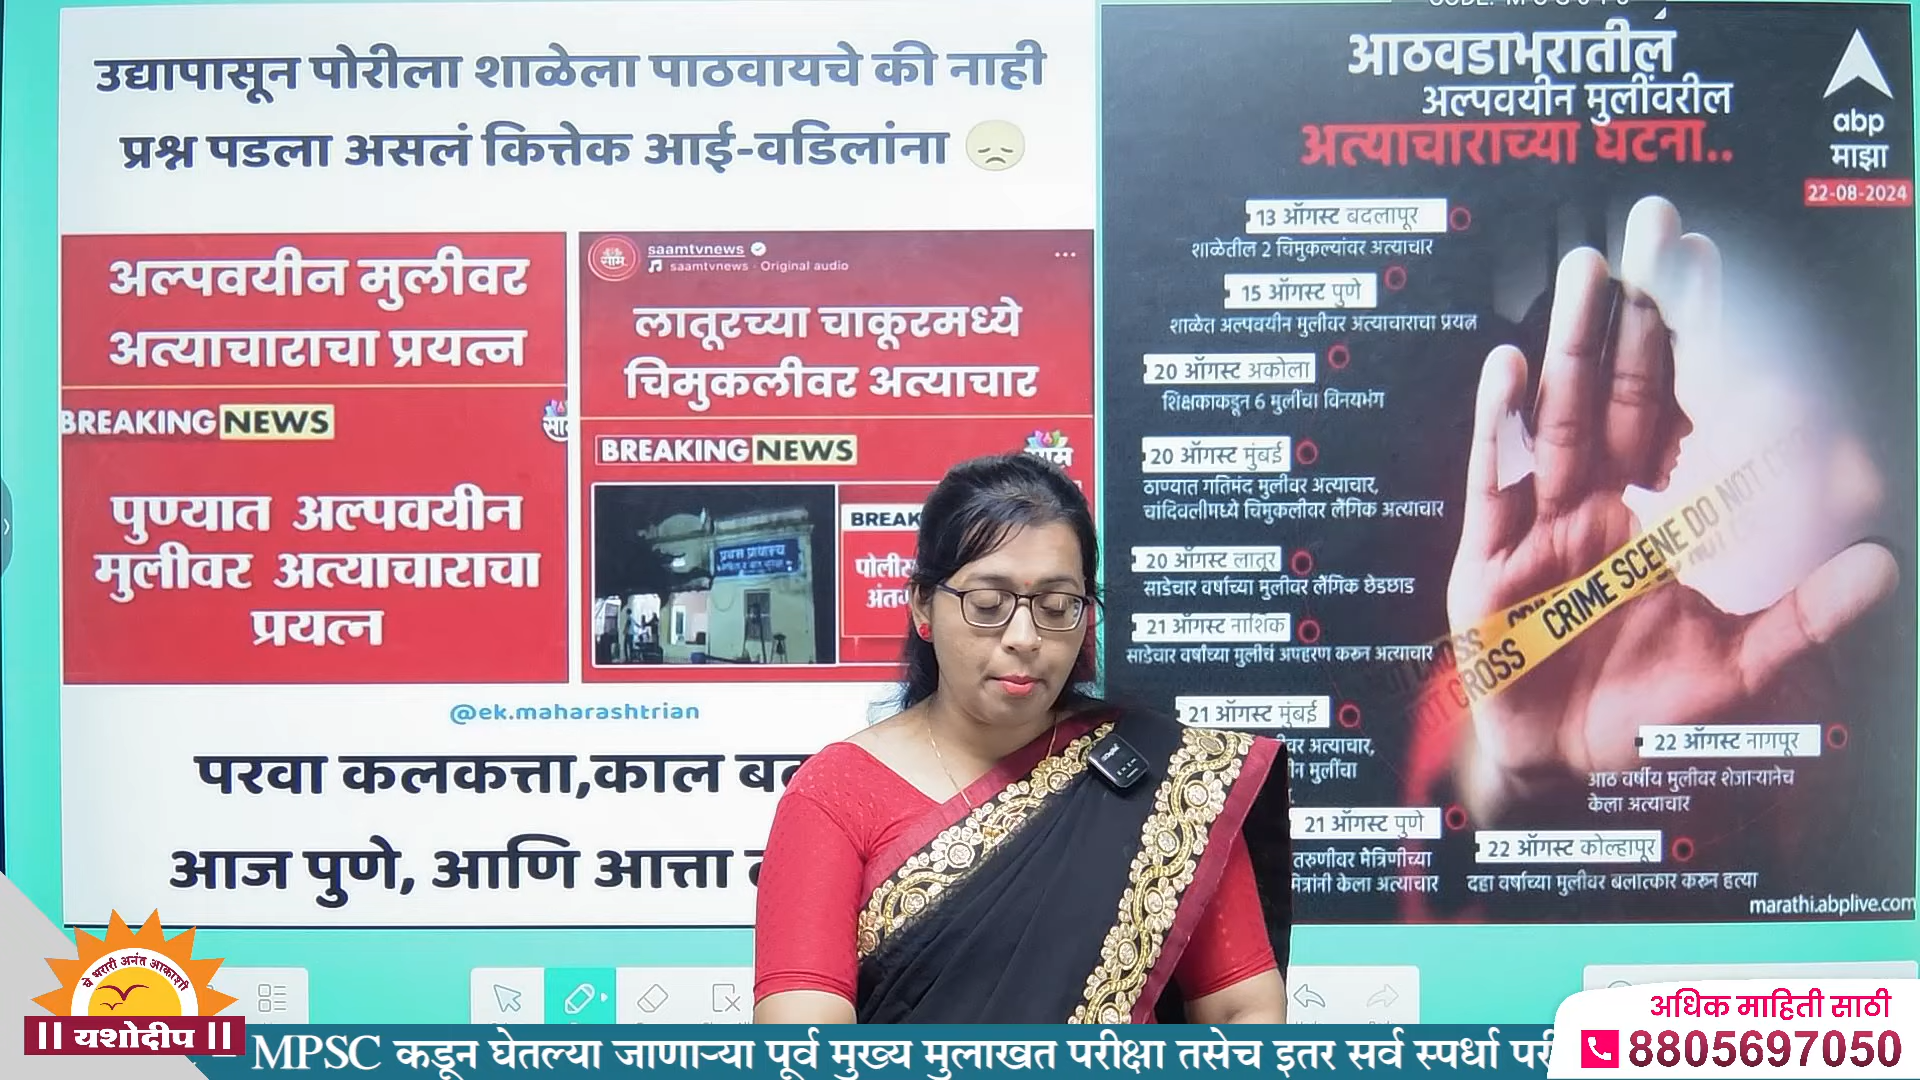 उद्यापासून पोरीला शाळेला पाठवायचे की नाही
प्रश्न पडला असलं कित्तेक आई-वडिलांना
अल्पवयीन मुलीवर
अत्याचाराचा प्रयत्न
BREAKING NEWS
पुण्यात अल्पवयीन
मुलीवर अत्याचाराचा
प्रयत्न
साम
saamtvnews
saamtvnews · Original audio
लातूरच्या चाकूरमध्ये
चिमुकलीवर अत्याचार
BREAKING NEWS
साम
BREAK
पोलीस
@ek.maharashtrian
परवा कलकत्ता,काल
आज पुणे, आणि आत्ता
आठवडाभरातील
अल्पवयीन मुलींवरील
अत्याचाराच्या घटना..
abp
माझा
22-08-2024
13 ऑगस्ट बदलापूर
शाळेतील 2 चिमुकल्यांवर अत्याचार
15 ऑगस्ट पुणे
शाळेत अल्पवयीन मुलीवर अत्याचाराचा प्रयत्न
20 ऑगस्ट अकोला
शिक्षकाकडून 6 मुलींचा विनयभंग
20 ऑगस्ट मुंबई
ठाण्यात गतिमंद मुलीवर अत्याचार,
चांदिवलीमध्ये चिमुकलीवर लैंगिक अत्याचार
20 ऑगस्ट लातूर
साडेचार वर्षाच्या मुलीवर लैंगिक छेडछाड
21 ऑगस्ट नाशिक
साडेचार वर्षाच्या मुलीचं अपहरण करून अत्याचार
21 ऑगस्ट मुंबई
वर अत्याचार,
न मुलींचा
21 ऑगस्ट पुणे
तरुणीवर मैत्रिणीच्या
मित्रांनी केला अत्याचार
22 ऑगस्ट नागपूर
आठ वर्षीय मुलीवर शेजाऱ्यानेच
केला अत्याचार
22 ऑगस्ट कोल्हापूर
दहा वर्षाच्या मुलीवर बलात्कार करून हत्या
CRIME SCENE DO NOT CROSS
marathi.abplive.com
घे भरारी अनंत आकाशी
॥ यशोदीप ॥
MPSC कडून घेतल्या जाणाऱ्या पूर्व मुख्य मुलाखत परीक्षा तसेच इतर सर्व स्पर्धा
अधिक माहिती साठी
8805697050